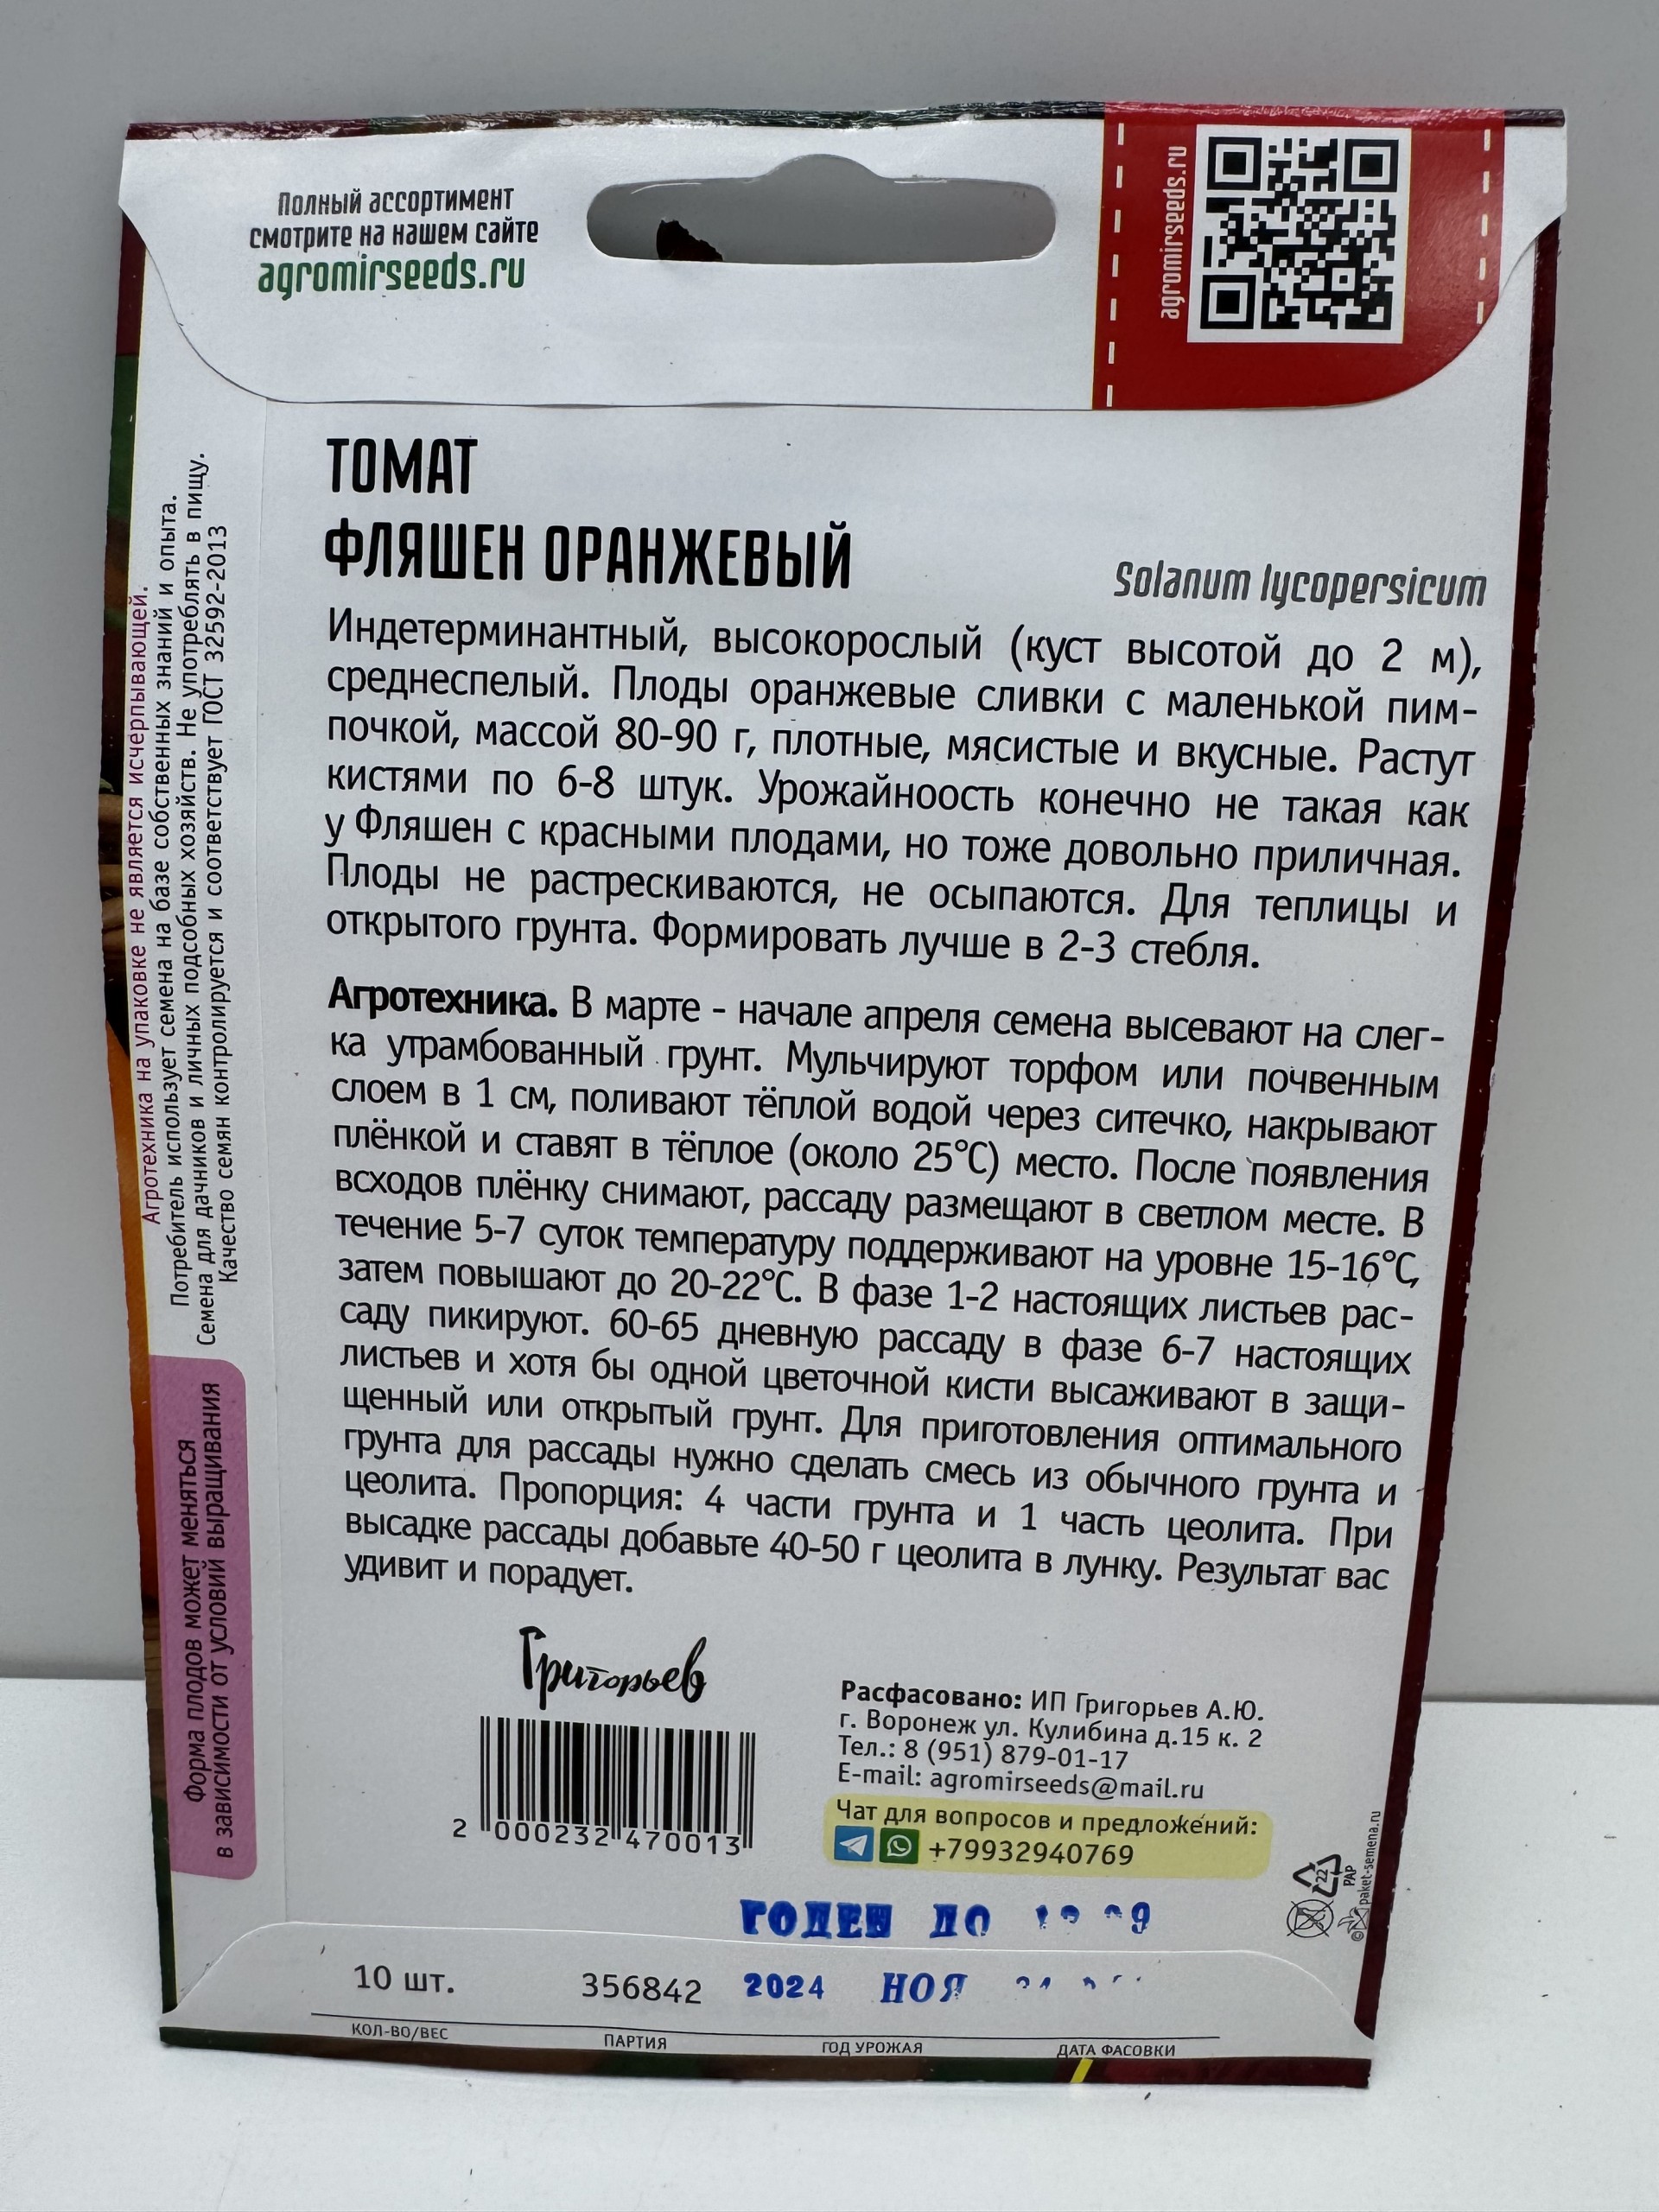 Полный ассортимент
смотрите на нашем сайте
agromirseeds.ru
agromirseeds.ru
ТОМАТ
ФЛЯШЕН ОРАНЖЕВЫЙ
Solanum lycopersicum
Индетерминантный, высокорослый (куст высотой до 2 м),
среднеспелый. Плоды оранжевые сливки с маленькой пим-
почкой, массой 80-90 г, плотные, мясистые и вкусные. Растут
кистями по 6-8 штук. Урожайноость конечно не такая как
у Фляшен с красными плодами, но тоже довольно приличная.
Плоды не растрескиваются, не осыпаются. Для теплицы и
открытого грунта. Формировать лучше в 2-3 стебля.
Агротехника. В марте - начале апреля семена высевают на слег-
ка утрамбованный грунт. Мульчируют торфом или почвенным
слоем в 1 см, поливают тёплой водой через ситечко, накрывают
плёнкой и ставят в тёплое (около 25°С) место. После появления
всходов плёнку снимают, рассаду размещают в светлом месте. В
течение 5-7 суток температуру поддерживают на уровне 15-16°С,
затем повышают до 20-22°С. В фазе 1-2 настоящих листьев рас-
саду пикируют. 60-65 дневную рассаду в фазе 6-7 настоящих
листьев и хотя бы одной цветочной кисти высаживают в защи-
щенный или открытый грунт. Для приготовления оптимального
грунта для рассады нужно сделать смесь из обычного грунта и
цеолита. Пропорция: 4 части грунта и 1 часть цеолита. При
высадке рассады добавьте 40-50 г цеолита в лунку. Результат вас
удивит и порадует.
Агротехника на упаковке не является исчерпывающей.
Потребитель использует семена на базе собственных знаний и опыта.
Семена для дачников и личных подсобных хозяйств. Не употреблять в пищу.
Качество семян контролируется и соответствует ГОСТ 32592-2013
Форма плодов может меняться
в зависимости от условий выращивания
Григорьев
2 000232 470013
Расфасовано: ИП Григорьев А.Ю.
г. Воронеж ул. Кулибина д.15 к. 2
Тел.: 8 (951) 879-01-17
E-mail: agromirseeds@mail.ru
Чат для вопросов и предложений:
+79932940769
22
PAP
© paket-semena.ru
ГОДЕН ДО
10 шт. 356842 2024 НОЯ
КОЛ-ВО/ВЕС ПАРТИЯ ГОД УРОЖАЯ ДАТА ФАСОВКИ